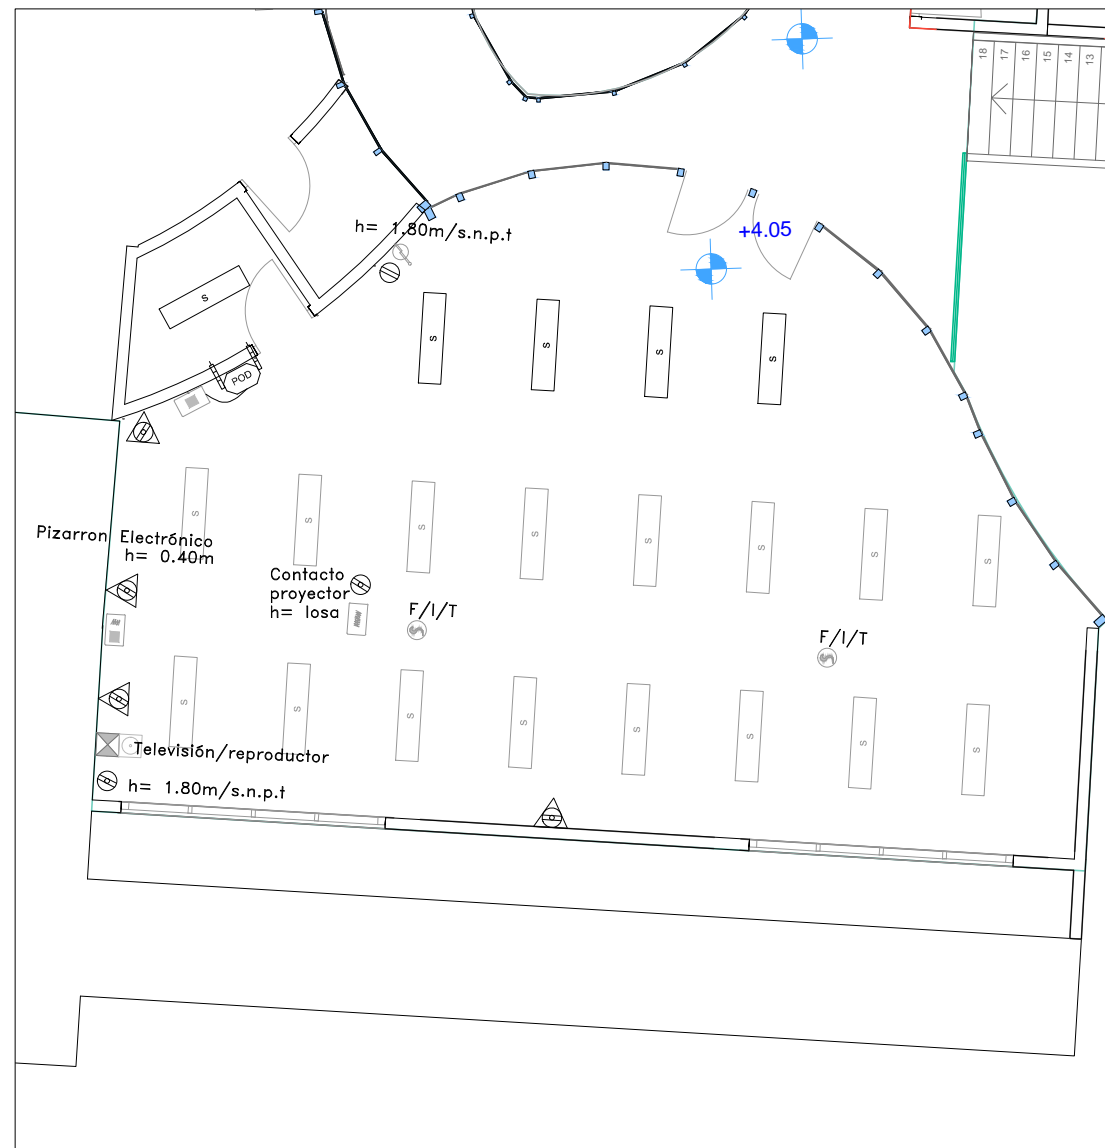 18
17
16
15
14
13
h= 1.80m/s.n.p.t
+4.05
S
S
S
S
S
POD
S
S
S
S
S
S
S
S
Pizarron Electrónico
h= 0.40m
Contacto
proyector
h= losa
F/I/T
F/I/T
S
S
S
S
S
S
S
S
Televisión/reproductor
h= 1.80m/s.n.p.t